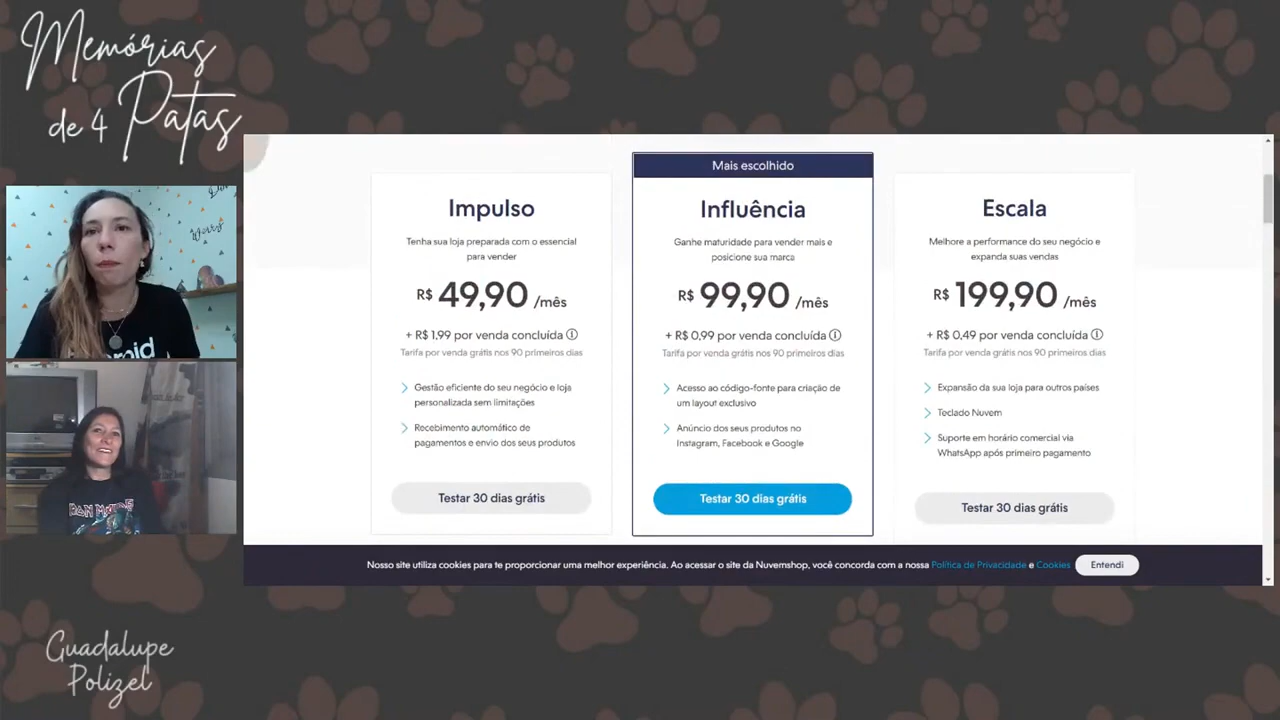 Memórias
de 4 Patas
Mais escolhido
Impulso
Tenha sua loja preparada com o essencial
para vender
R$ 49,90 /mês
+ R$ 1,99 por venda concluída
Tarifa por venda grátis nos 90 primeiros dias
Gestão eficiente do seu negócio e loja
personalizada sem limitações
Recebimento automático de
pagamentos e envio dos seus produtos
Testar 30 dias grátis
Influência
Ganhe maturidade para vender mais e
posicione sua marca
R$ 99,90 /mês
+ R$ 0,99 por venda concluída
Tarifa por venda grátis nos 90 primeiros dias
Acesso ao código-fonte para criação de
um layout exclusivo
Anúncio dos seus produtos no
Instagram, Facebook e Google
Testar 30 dias grátis
Escala
Melhore a performance do seu negócio e
expanda suas vendas
R$ 199,90 /mês
+ R$ 0,49 por venda concluída
Tarifa por venda grátis nos 90 primeiros dias
Expansão da sua loja para outros países
Teclado Nuvem
Suporte em horário comercial via
WhatsApp após primeiro pagamento
Testar 30 dias grátis
Nosso site utiliza cookies para te proporcionar uma melhor experiência. Ao acessar o site da Nuvemshop, você concorda com a nossa Política de Privacidade e Cookies
Entendi
IRON MAIDEN
Guadalupe
Polizel